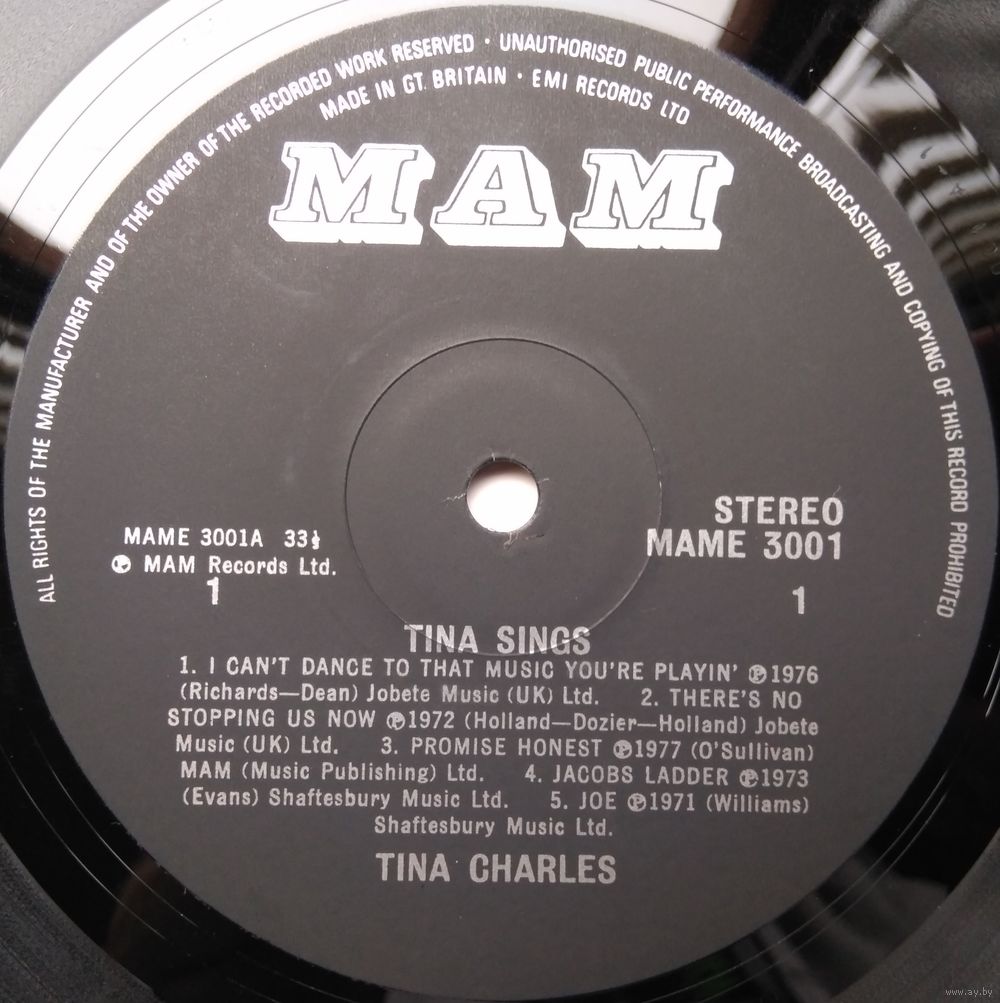 ALL RIGHTS OF THE MANUFACTURER AND OF THE OWNER OF THE RECORDED WORK RESERVED · UNAUTHORISED PUBLIC PERFORMANCE BROADCASTING AND COPYING OF THIS RECORD PROHIBITED
MADE IN GT. BRITAIN · EMI RECORDS LTD
MAM
STEREO
MAME 3001A 33⅓ MAME 3001
℗ MAM Records Ltd.
1 1
TINA SINGS
1. I CAN'T DANCE TO THAT MUSIC YOU'RE PLAYIN' ℗1976
(Richards—Dean) Jobete Music (UK) Ltd. 2. THERE'S NO
STOPPING US NOW ℗1972 (Holland—Dozier—Holland) Jobete
Music (UK) Ltd. 3. PROMISE HONEST ℗1977 (O'Sullivan)
MAM (Music Publishing) Ltd. 4. JACOBS LADDER ℗1973
(Evans) Shaftesbury Music Ltd. 5. JOE ℗1971 (Williams)
Shaftesbury Music Ltd.
TINA CHARLES
www.ay.by